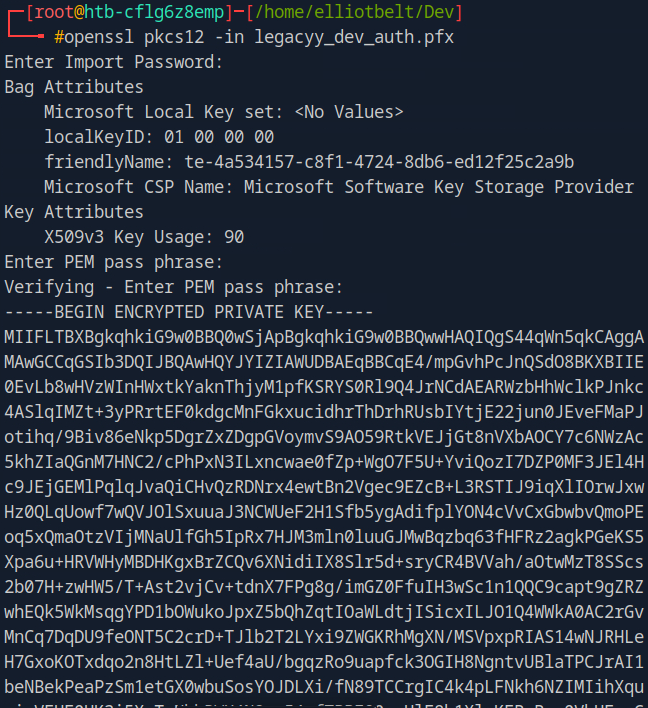 [root@htb-cflg6z8emp]-[/home/elliotbelt/Dev]
#openssl pkcs12 -in legacyy_dev_auth.pfx
Enter Import Password:
Bag Attributes
Microsoft Local Key set: <No Values>
localKeyID: 01 00 00 00
friendlyName: te-4a534157-c8f1-4724-8db6-ed12f25c2a9b
Microsoft CSP Name: Microsoft Software Key Storage Provider
Key Attributes
X509v3 Key Usage: 90
Enter PEM pass phrase:
Verifying - Enter PEM pass phrase:
-----BEGIN ENCRYPTED PRIVATE KEY-----
MIIFLTBXBgkqhkiG9w0BBQ0wSjApBgkqhkiG9w0BBQwwHAQIQgS44qWn5qkCAggA
MAwGCCqGSIb3DQIJBQAwHQYJYIZIAWUDBAEqBBCqE4/mpGvhPcJnQSdO8BKXBIIE
0EvLb8wHVzWInHWxtkYaknThjyM1pfKSRYS0Rl9Q4JrNCdAEARWzbHhWclkPJnkc
4ASlqIMZt+3yPRrtEF0kdgcMnFGkxucidhrThDrhRUsbIYtjE22jun0JEveFMaPJ
otihq/9Biv86eNkp5DgrZxZDgpGVoymvS9AO59RtkVEJjGt8nVXbAOCY7c6NWzAc
5khZIaQGnM7HNC2/cPhPxN3ILxncwae0fZp+WgO7F5U+YviQozI7DZP0MF3JEl4H
c9JEjGEMlPqlqJvaQiCHvQzRDNrx4ewtBn2Vgec9EZcB+L3RSTIJ9iqXlIOrwJxw
Hz0QLqUowf7wQVJOlSxuuaJ3NCWUeF2H1Sfb5ygAdifplYON4cVvCxGbwbvQmoPE
oq5xQmaOtzVIjMNaUlfGh5IpRx7HJM3mln0luuGJMwBqzbq63fHFRz2agkPGeKS5
Xpa6u+HRVWHyMBDHKgxBrZCQv6XNidiIX8Slr5d+sryCR4BVVah/aOtwMzT8SScs
2b07H+zwHW5/T+Ast2vjCv+tdnX7FPg8g/imGZ0FfuIH3wSc1n1QQC9capt9gZRZ
whEQk5WkMsqgYPD1bOWukoJpxZ5bQhZqtIOaWLdtjISicxILJO1Q4WWkA0AC2rGv
MnCq7DqDU9feONT5C2crD+TJlb2T2LYxi9ZWGKRhMgXN/MSVpxpRIAS14wNJRHLe
H7GxoKOTxdqo2n8HtLZl+Uef4aU/bgqzRo9uapfck3OGIH8NgntvUBlaTPCJrAI1
beNBekPeaPzSm1etGX0wbuSosYOJDLXi/fN89TCCrgIC4k4pLFNkh6NZIMIihXqu